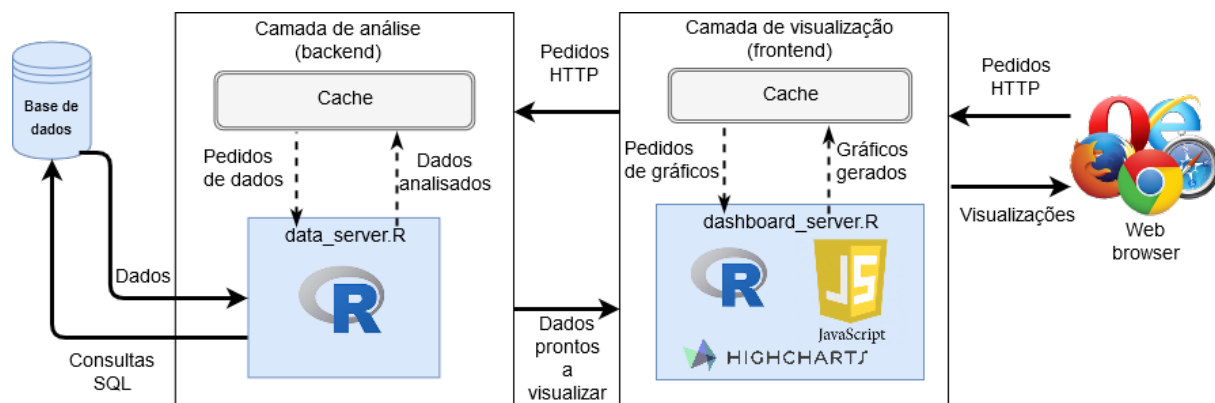 Camada de análise
(backend)
Cache
Pedidos
de dados
Dados
analisados
data_server.R
R
Base de
dados
Dados
Consultas
SQL
Pedidos
HTTP
Dados
prontos
a
visualizar
Camada de visualização
(frontend)
Cache
Pedidos
de gráficos
Gráficos
gerados
dashboard_server.R
R
JS
JavaScript
HIGHCHARTS
Pedidos
HTTP
Visualizações
Web
browser